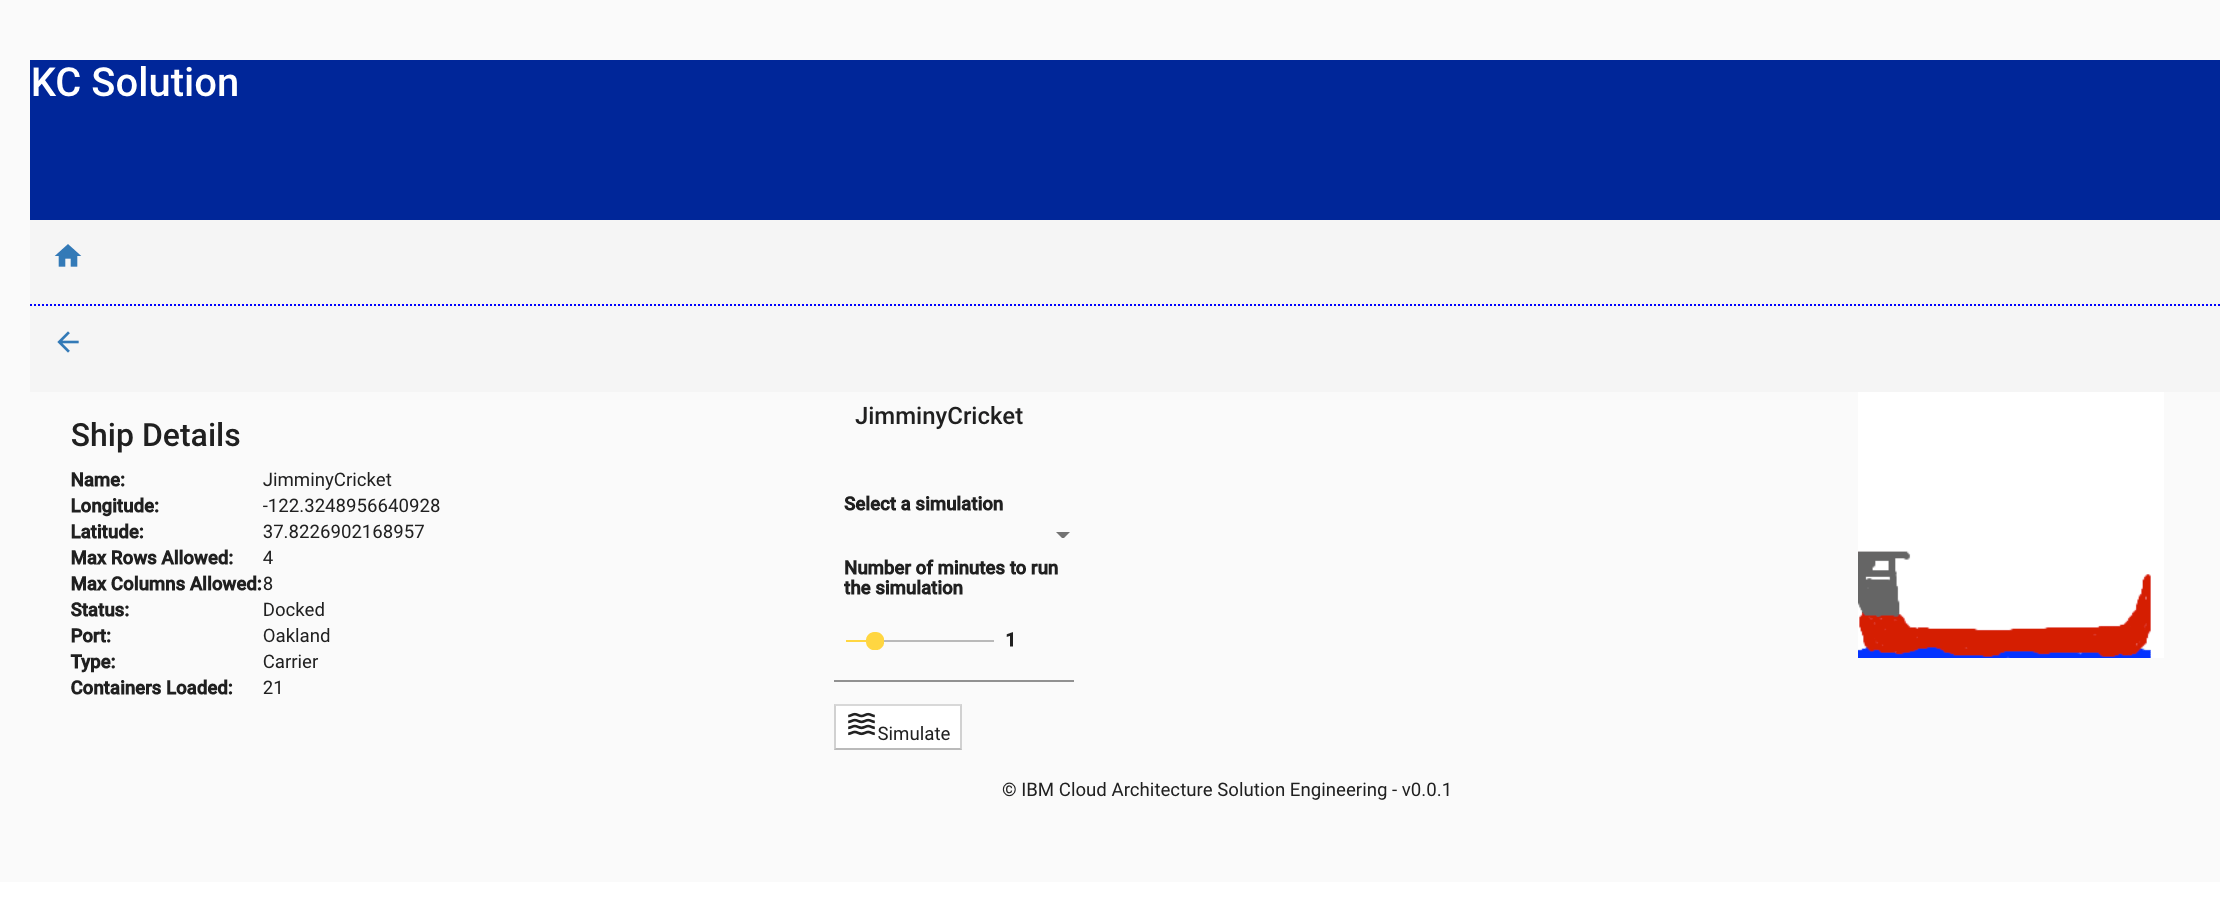 KC Solution
Ship Details
Name: JimminyCricket
Longitude: -122.3248956640928
Latitude: 37.8226902168957
Max Rows Allowed: 4
Max Columns Allowed: 8
Status: Docked
Port: Oakland
Type: Carrier
Containers Loaded: 21
JimminyCricket
Select a simulation
Number of minutes to run
the simulation
1
Simulate
© IBM Cloud Architecture Solution Engineering - v0.0.1